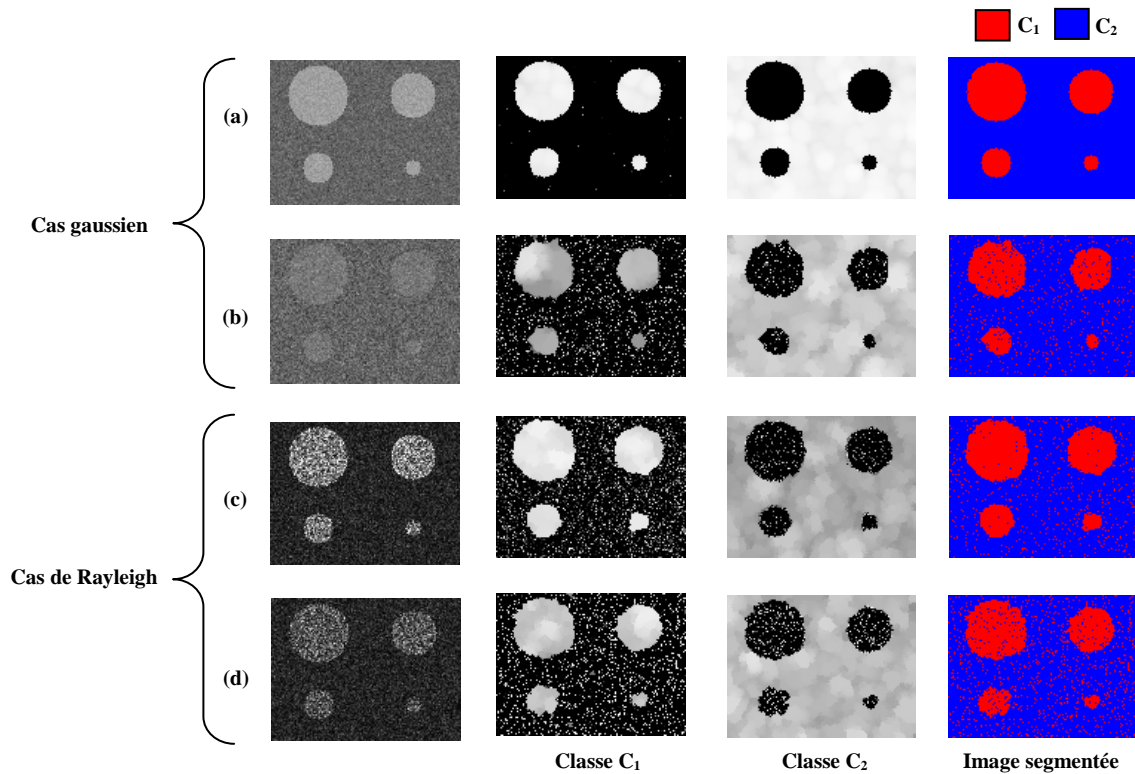 C₁ C₂
(a)
Cas gaussien
(b)
(c)
Cas de Rayleigh
(d)
Classe C₁ Classe C₂ Image segmentée